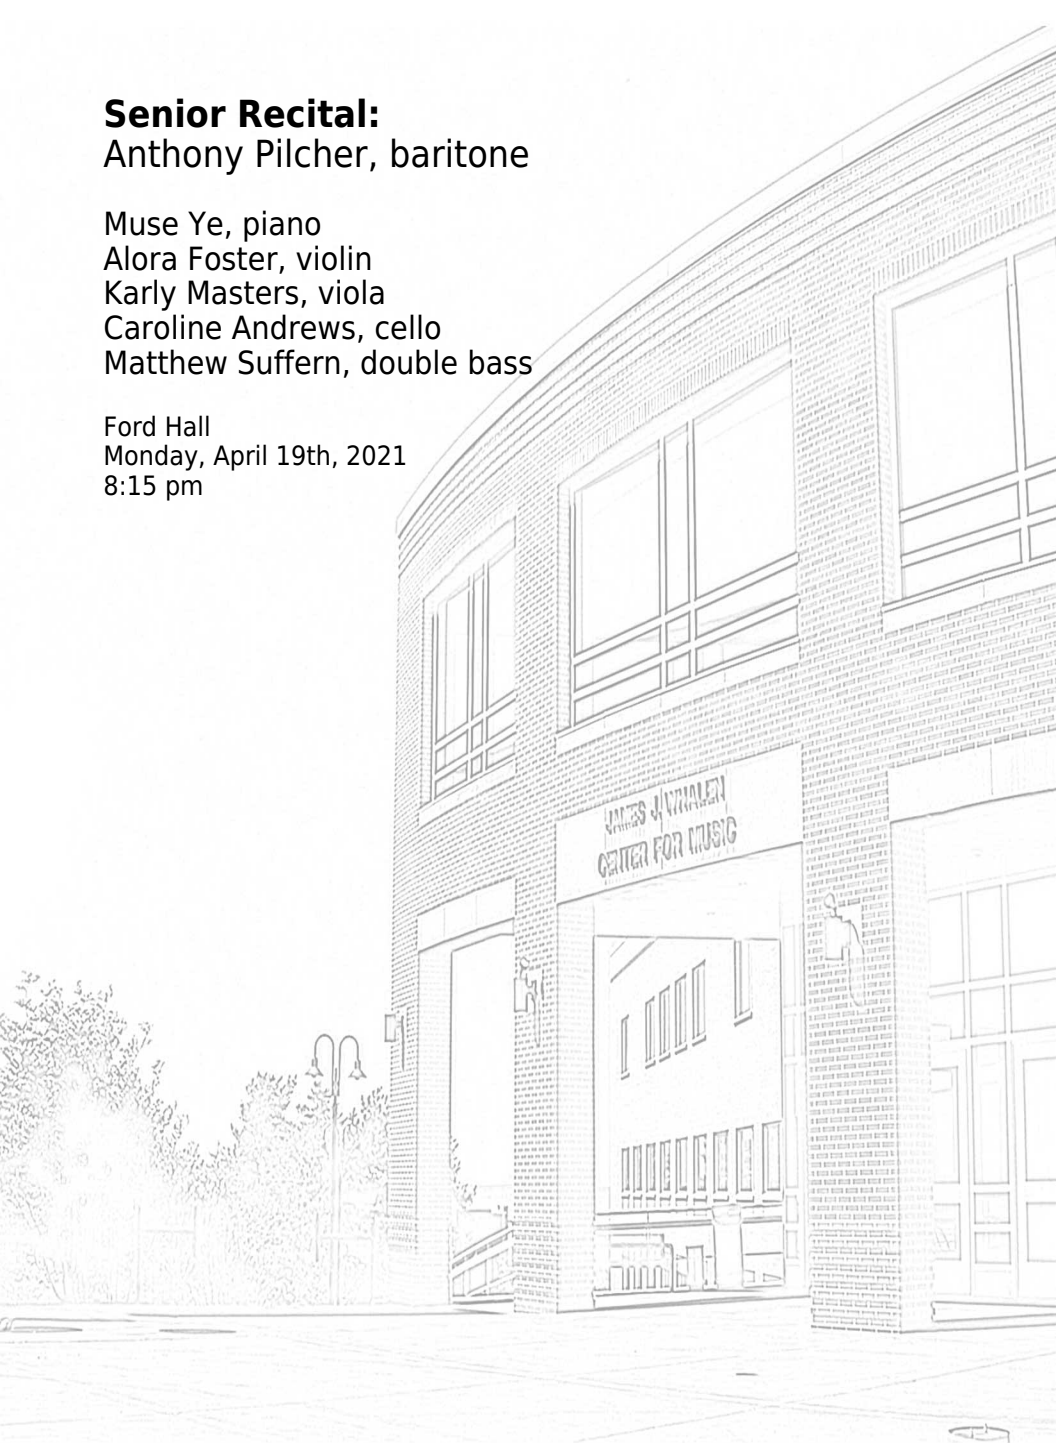 Senior Recital:
Anthony Pilcher, baritone
Muse Ye, piano
Alora Foster, violin
Karly Masters, viola
Caroline Andrews, cello
Matthew Suffern, double bass
Ford Hall
Monday, April 19th, 2021
8:15 pm
JAMES J. WHALEN
CENTER FOR MUSIC